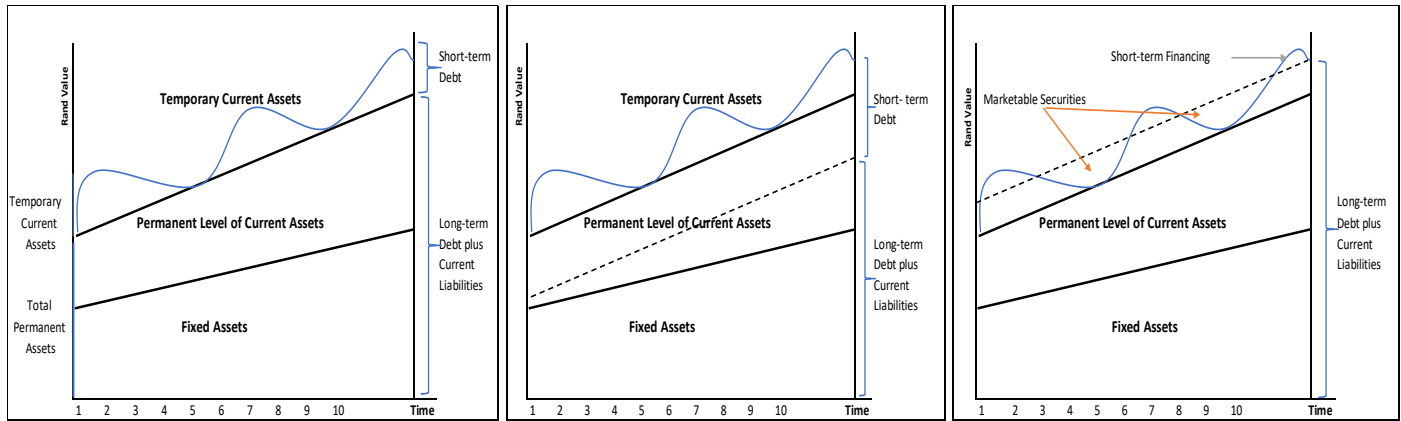 Short-term
Debt
Rand Value
Temporary Current Assets
Temporary
Current
Assets
Permanent Level of Current Assets
Long-term
Debt plus
Current
Liabilities
Total
Permanent
Assets
Fixed Assets
1 2 3 4 5 6 7 8 9 10 Time
Rand Value
Temporary Current Assets
Short- term
Debt
Permanent Level of Current Assets
Long-term
Debt plus
Current
Liabilities
Fixed Assets
1 2 3 4 5 6 7 8 9 10 Time
Short-term Financing
Rand Value
Marketable Securities
Permanent Level of Current Assets
Long-term
Debt plus
Current
Liabilities
Fixed Assets
1 2 3 4 5 6 7 8 9 10 Time